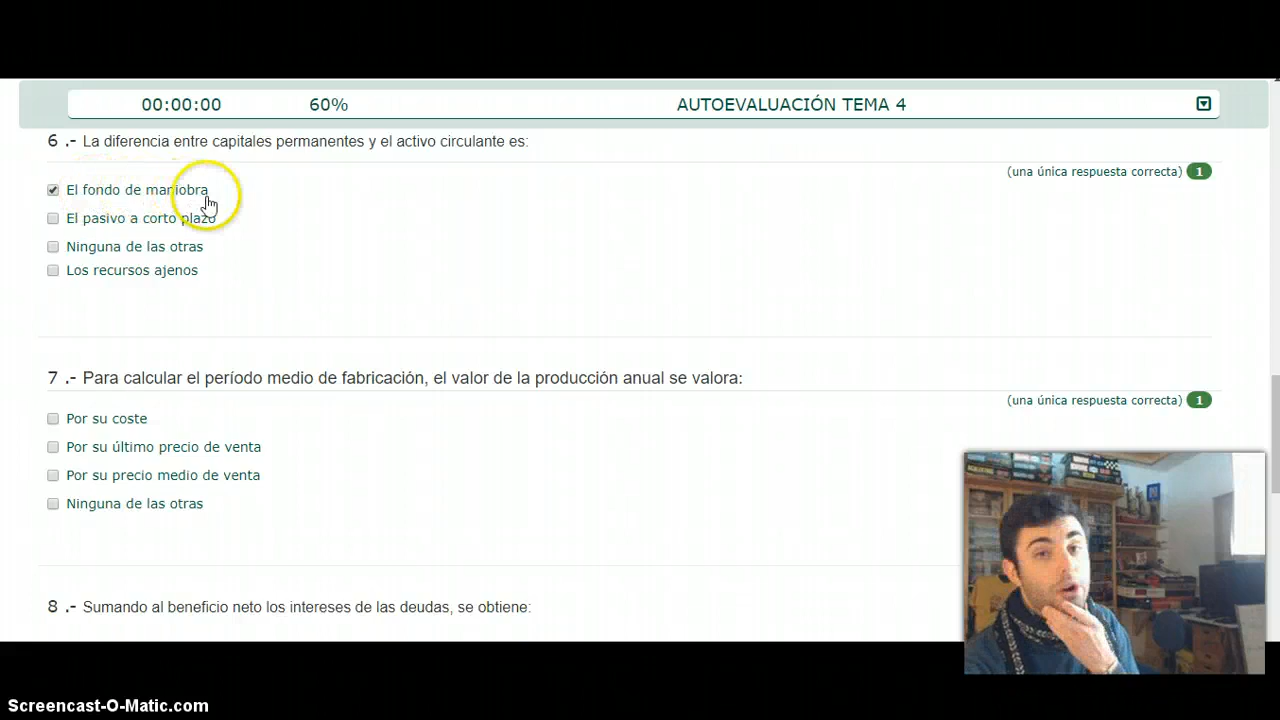 00:00:00 60% AUTOEVALUACIÓN TEMA 4
6 .- La diferencia entre capitales permanentes y el activo circulante es:
(una única respuesta correcta) 1
El fondo de maniobra
El pasivo a corto plazo
Ninguna de las otras
Los recursos ajenos
7 .- Para calcular el período medio de fabricación, el valor de la producción anual se valora:
(una única respuesta correcta) 1
Por su coste
Por su último precio de venta
Por su precio medio de venta
Ninguna de las otras
8 .- Sumando al beneficio neto los intereses de las deudas, se obtiene:
Screencast-O-Matic.com